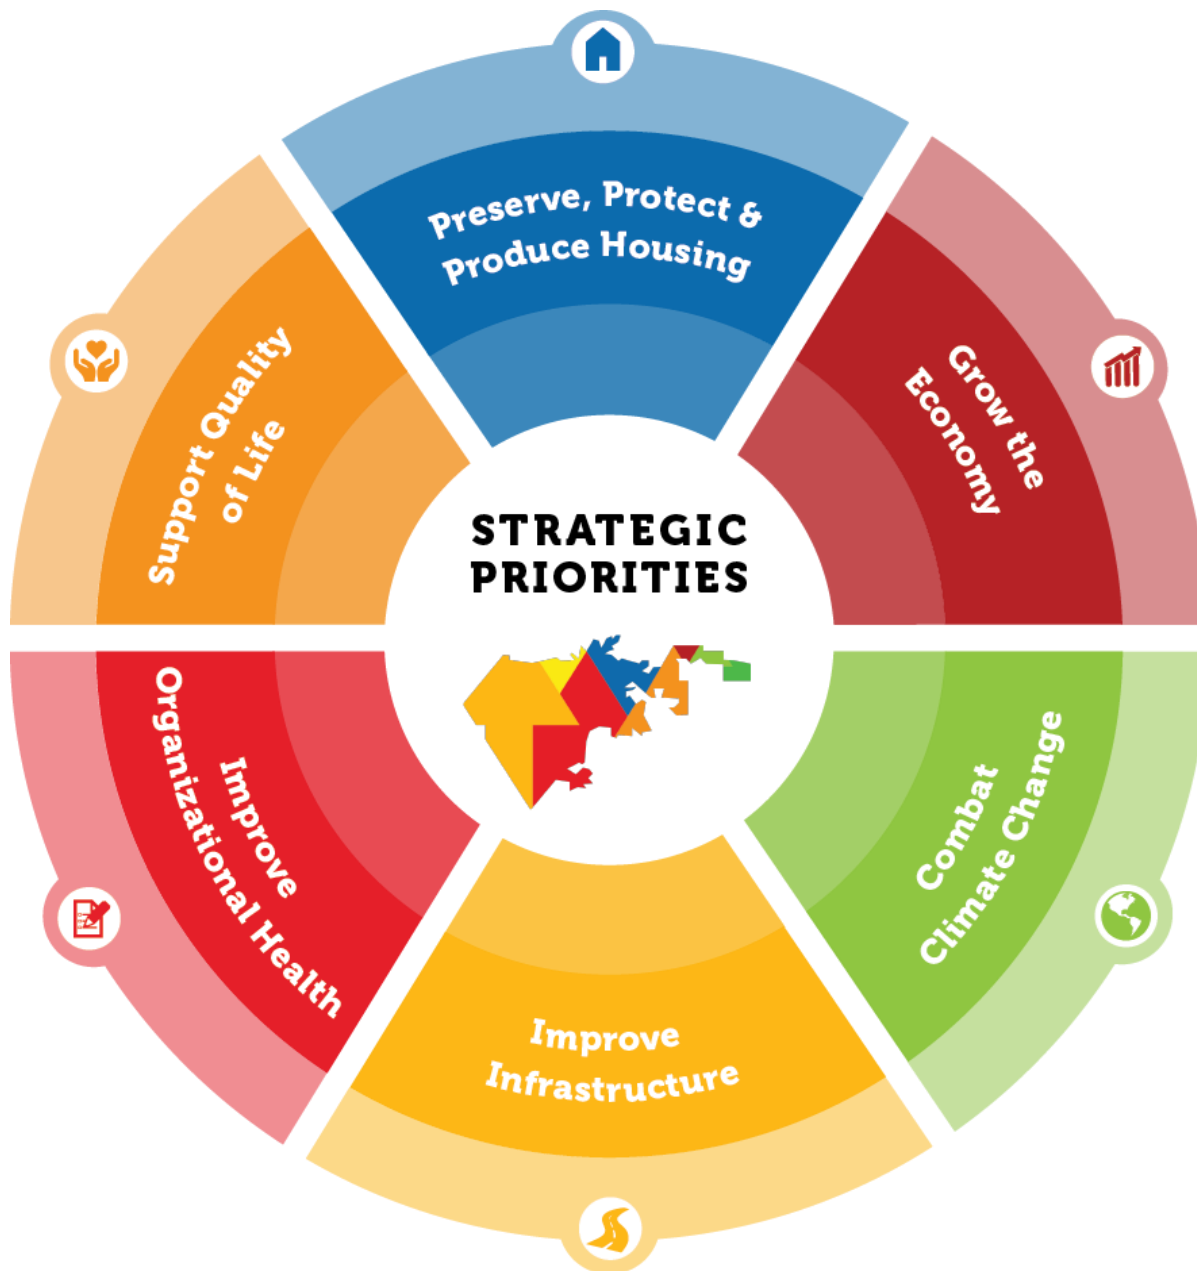 STRATEGIC
PRIORITIES
Preserve, Protect &
Produce Housing
Grow the
Economy
Combat
Climate Change
Improve
Infrastructure
Improve
Organizational Health
Support Quality
of Life